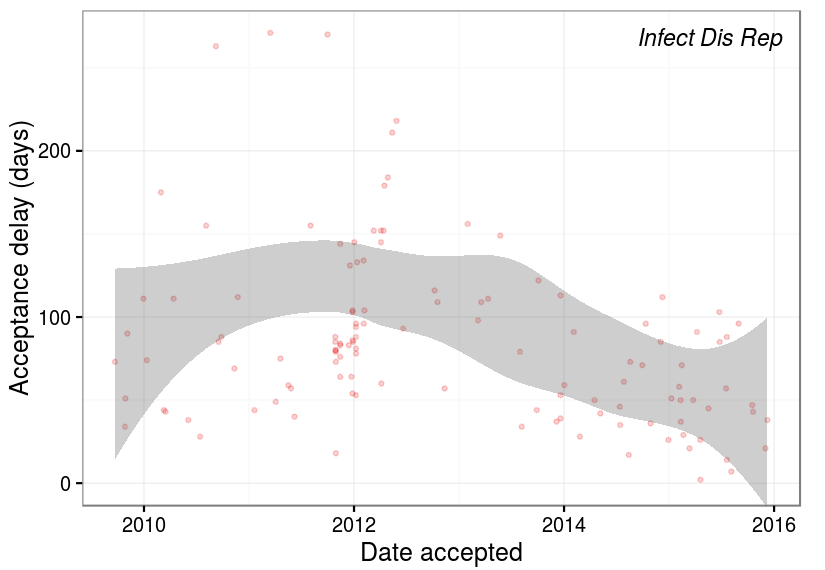 Infect Dis Rep
Acceptance delay (days)
200
100
0
2010 2012 2014 2016
Date accepted